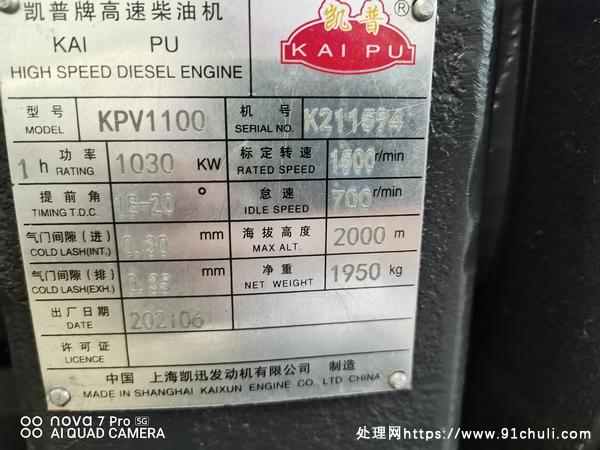 凯普牌高速柴油机
KAI PU
HIGH SPEED DIESEL ENGINE
凯普®
KAI PU
型号 MODEL KPV1100 机号 SERIAL NO. K211594
1h 功率 RATING 1030 KW 标定转速 RATED SPEED 1500 r/min
提前角 TIMING T.D.C. 18-20° 怠速 IDLE SPEED 700 r/min
气门间隙(进) COLD LASH(INT.) 0.30 mm 海拔高度 MAX ALT. 2000 m
气门间隙(排) COLD LASH(EXH.) 0.35 mm 净重 NET WEIGHT 1950 kg
出厂日期 DATE 202106
许可证 LICENCE
中国 上海凯迅发动机有限公司 制造
MADE IN SHANGHAI KAIXUN ENGINE CO., LTD CHINA
nova 7 Pro 5G
AI QUAD CAMERA
处理网https://www.91chuli.com/